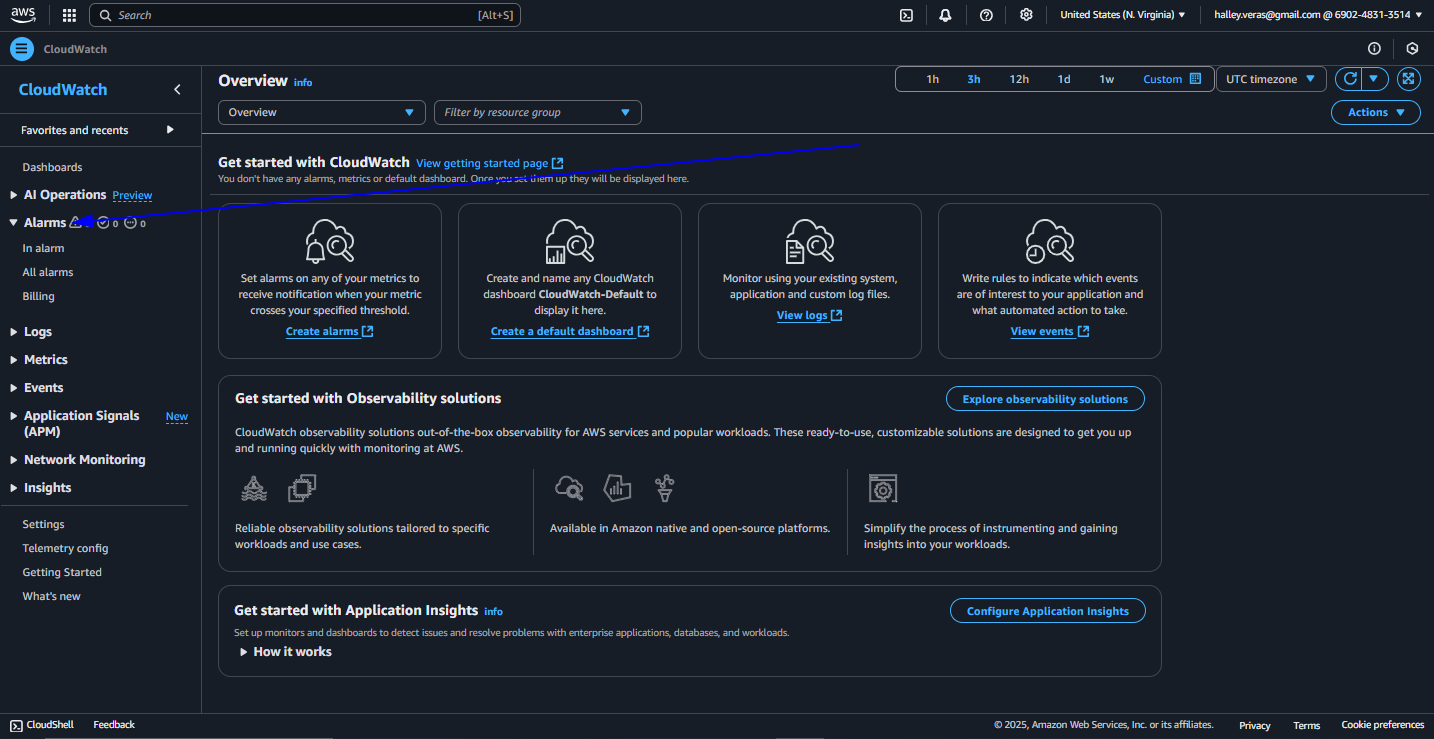 aws
Search
[Alt+S]
United States (N. Virginia)
halley.veras@gmail.com @ 6902-4831-3514
CloudWatch
CloudWatch
Favorites and recents
Dashboards
AI Operations Preview
Alarms 0 0
In alarm
All alarms
Billing
Logs
Metrics
Events
Application Signals (APM) New
Network Monitoring
Insights
Settings
Telemetry config
Getting Started
What's new
Overview info
1h 3h 12h 1d 1w Custom
UTC timezone
Overview
Filter by resource group
Actions
Get started with CloudWatch View getting started page
You don't have any alarms, metrics or default dashboard. Once you set them up they will be displayed here.
Set alarms on any of your metrics to
receive notification when your metric
crosses your specified threshold.
Create alarms
Create and name any CloudWatch
dashboard CloudWatch-Default to
display it here.
Create a default dashboard
Monitor using your existing system,
application and custom log files.
View logs
Write rules to indicate which events
are of interest to your application and
what automated action to take.
View events
Get started with Observability solutions
Explore observability solutions
CloudWatch observability solutions out-of-the-box observability for AWS services and popular workloads. These ready-to-use, customizable solutions are designed to get you up
and running quickly with monitoring at AWS.
Reliable observability solutions tailored to specific
workloads and use cases.
Available in Amazon native and open-source platforms.
Simplify the process of instrumenting and gaining
insights into your workloads.
Get started with Application Insights info
Configure Application Insights
Set up monitors and dashboards to detect issues and resolve problems with enterprise applications, databases, and workloads.
How it works
CloudShell
Feedback
© 2025, Amazon Web Services, Inc. or its affiliates.
Privacy
Terms
Cookie preferences